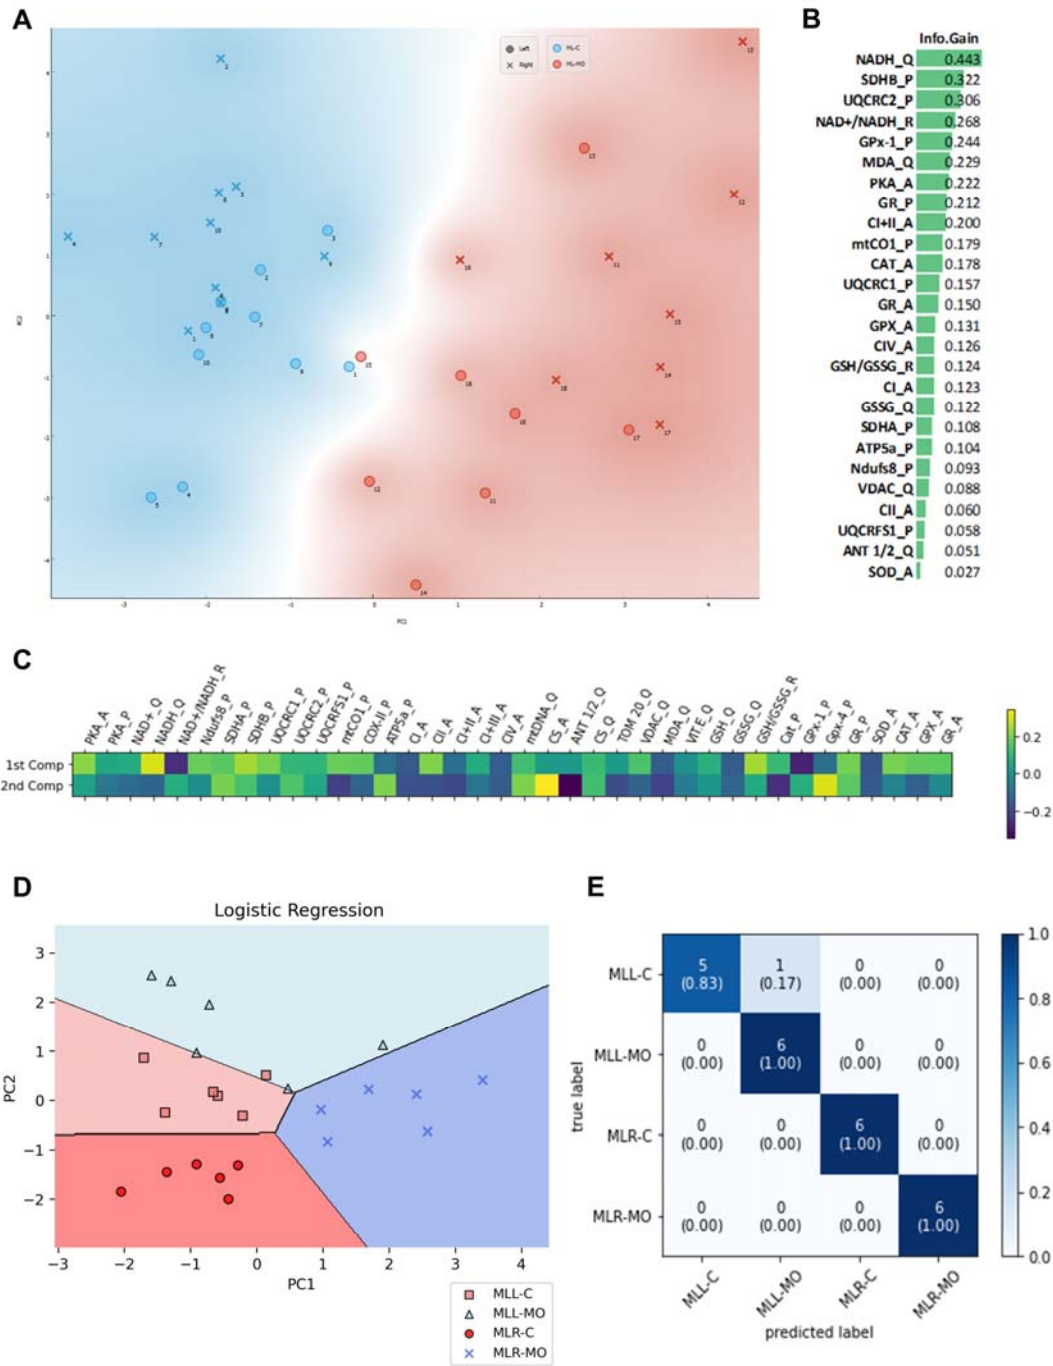 A
B
Left
ML-C
Right
ML-MO
PC1
Info.Gain
NADH_Q 0.443
SDHB_P 0.322
UQCRC2_P 0.306
NAD+/NADH_R 0.268
GPx-1_P 0.244
MDA_Q 0.229
PKA_A 0.222
GR_P 0.212
CI+II_A 0.200
mtCO1_P 0.179
CAT_A 0.178
UQCRC1_P 0.157
GR_A 0.150
GPX_A 0.131
CIV_A 0.126
GSH/GSSG_R 0.124
CI_A 0.123
GSSG_Q 0.122
SDHA_P 0.108
ATP5a_P 0.104
Ndufs8_P 0.093
VDAC_Q 0.088
CII_A 0.060
UQCRFS1_P 0.058
ANT 1/2_Q 0.051
SOD_A 0.027
C
PKA_A
PKA_P
NAD+_Q
NADH_Q
NAD+/NADH_R
Ndufs8_P
SDHA_P
SDHB_P
UQCRC1_P
UQCRC2_P
UQCRFS1_P
mtCO1_P
COX-II_P
ATP5a_P
CI_A
CII_A
CI+II_A
CI+III_A
CIV_A
mtDNA_Q
CS_A
ANT 1/2_Q
CS_Q
TOM 20_Q
VDAC_Q
MDA_Q
VIT E_Q
GSH_Q
GSSG_Q
GSH/GSSG_R
Cat_P
GPX-1_P
Gpx-4_P
GR_P
SOD_A
CAT_A
GPX_A
GR_A
1st Comp
2nd Comp
0.2
0.0
−0.2
D
Logistic Regression
PC2
3
2
1
0
−1
−2
−3 −2 −1 0 1 2 3 4
PC1
MLL-C
MLL-MO
MLR-C
MLR-MO
E
true label
MLL-C
5 1 0 0
(0.83) (0.17) (0.00) (0.00)
MLL-MO
0 6 0 0
(0.00) (1.00) (0.00) (0.00)
MLR-C
0 0 6 0
(0.00) (0.00) (1.00) (0.00)
MLR-MO
0 0 0 6
(0.00) (0.00) (0.00) (1.00)
MLL-C MLL-MO MLR-C MLR-MO
predicted label
1.0
0.8
0.6
0.4
0.2
0.0